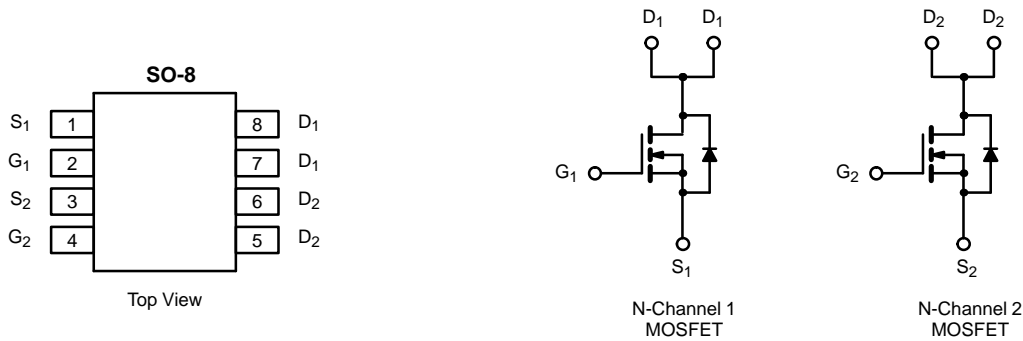 SO-8
S1 1 8 D1
G1 2 7 D1
S2 3 6 D2
G2 4 5 D2
Top View
D1 D1
G1
S1
N-Channel 1
MOSFET
D2 D2
G2
S2
N-Channel 2
MOSFET